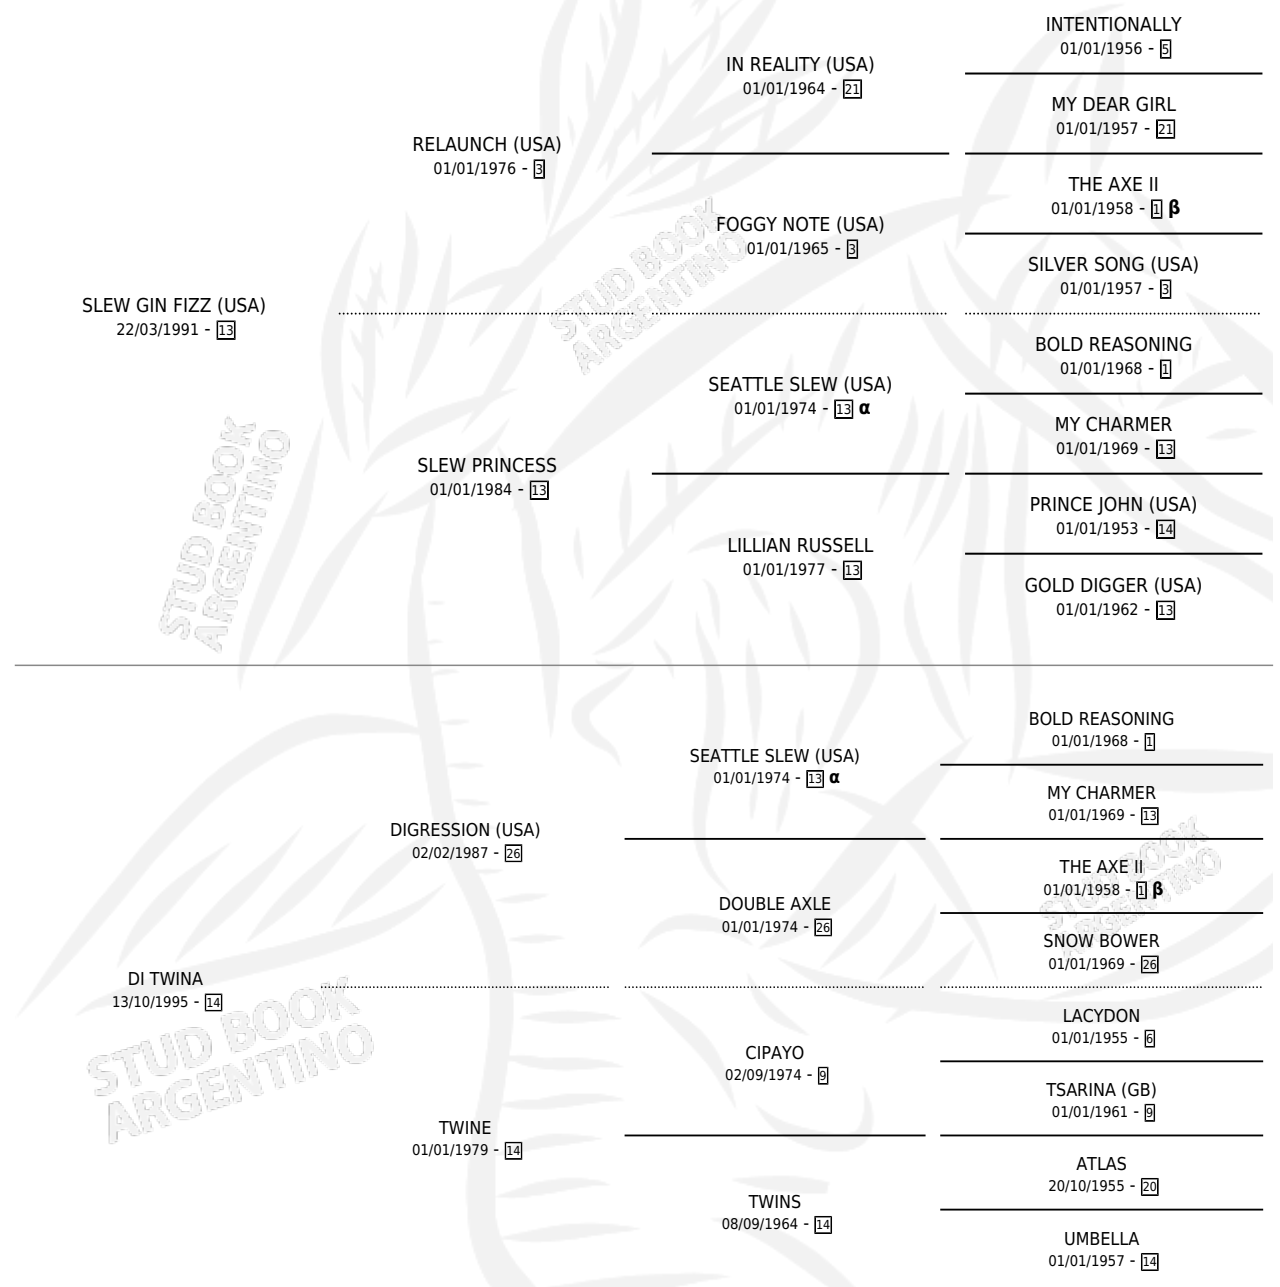 INTENTIONALLY
01/01/1956 - 5
IN REALITY (USA)
01/01/1964 - 21
MY DEAR GIRL
01/01/1957 - 21
RELAUNCH (USA)
01/01/1976 - 3
THE AXE II
01/01/1958 - 1 β
FOGGY NOTE (USA)
01/01/1965 - 3
SILVER SONG (USA)
01/01/1957 - 3
SLEW GIN FIZZ (USA)
22/03/1991 - 13
BOLD REASONING
01/01/1968 - 1
SEATTLE SLEW (USA)
01/01/1974 - 13 α
MY CHARMER
01/01/1969 - 13
SLEW PRINCESS
01/01/1984 - 13
PRINCE JOHN (USA)
01/01/1953 - 14
LILLIAN RUSSELL
01/01/1977 - 13
GOLD DIGGER (USA)
01/01/1962 - 13
BOLD REASONING
01/01/1968 - 1
SEATTLE SLEW (USA)
01/01/1974 - 13 α
MY CHARMER
01/01/1969 - 13
DIGRESSION (USA)
02/02/1987 - 26
THE AXE II
01/01/1958 - 1 β
DOUBLE AXLE
01/01/1974 - 26
SNOW BOWER
01/01/1969 - 26
DI TWINA
13/10/1995 - 14
LACYDON
01/01/1955 - 6
CIPAYO
02/09/1974 - 9
TSARINA (GB)
01/01/1961 - 9
TWINE
01/01/1979 - 14
ATLAS
20/10/1955 - 20
TWINS
08/09/1964 - 14
UMBELLA
01/01/1957 - 14
STUD BOOK
ARGENTINO
STUD BOOK
ARGENTINO
STUD BOOK
ARGENTINO
STUD BOOK
ARGENTINO